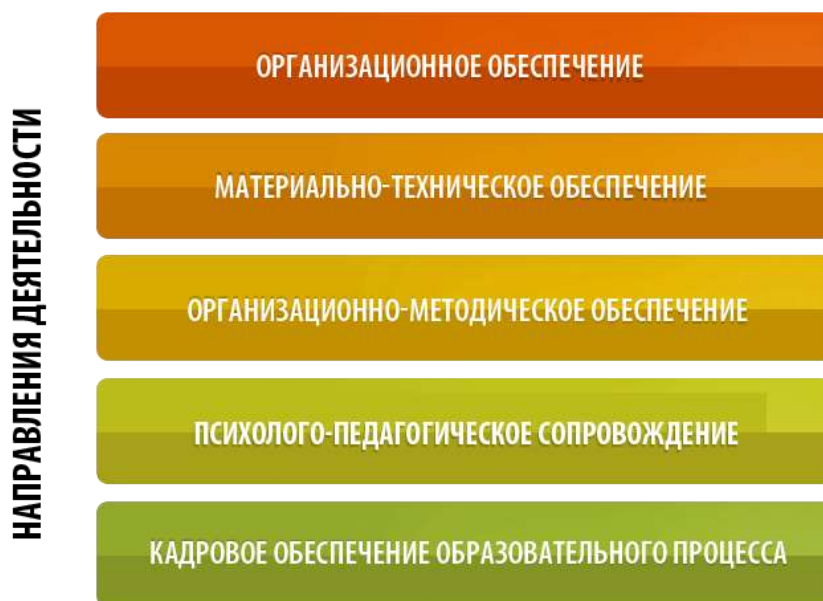 НАПРАВЛЕНИЯ ДЕЯТЕЛЬНОСТИ
ОРГАНИЗАЦИОННОЕ ОБЕСПЕЧЕНИЕ
МАТЕРИАЛЬНО-ТЕХНИЧЕСКОЕ ОБЕСПЕЧЕНИЕ
ОРГАНИЗАЦИОННО-МЕТОДИЧЕСКОЕ ОБЕСПЕЧЕНИЕ
ПСИХОЛОГО-ПЕДАГОГИЧЕСКОЕ СОПРОВОЖДЕНИЕ
КАДРОВОЕ ОБЕСПЕЧЕНИЕ ОБРАЗОВАТЕЛЬНОГО ПРОЦЕССА